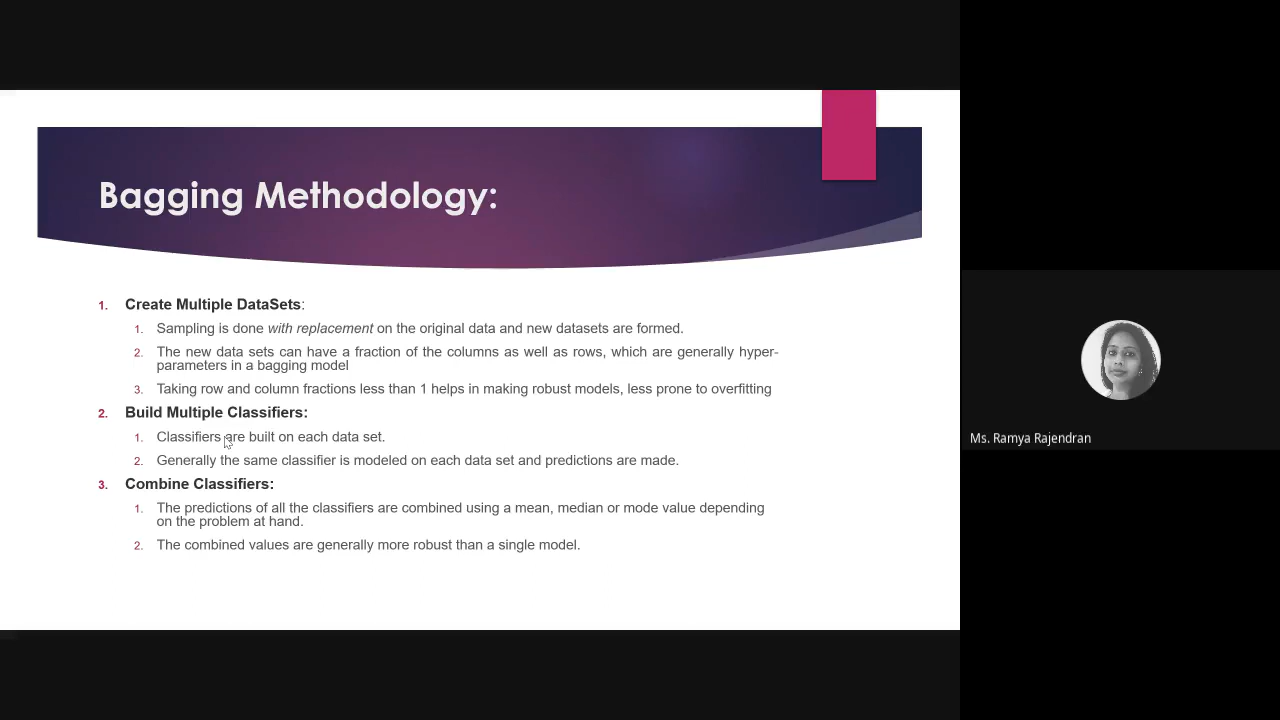 Bagging Methodology:
1. Create Multiple DataSets:
1. Sampling is done with replacement on the original data and new datasets are formed.
2. The new data sets can have a fraction of the columns as well as rows, which are generally hyper-
parameters in a bagging model
3. Taking row and column fractions less than 1 helps in making robust models, less prone to overfitting
2. Build Multiple Classifiers:
1. Classifiers are built on each data set.
2. Generally the same classifier is modeled on each data set and predictions are made.
3. Combine Classifiers:
1. The predictions of all the classifiers are combined using a mean, median or mode value depending
on the problem at hand.
2. The combined values are generally more robust than a single model.
Ms. Ramya Rajendran